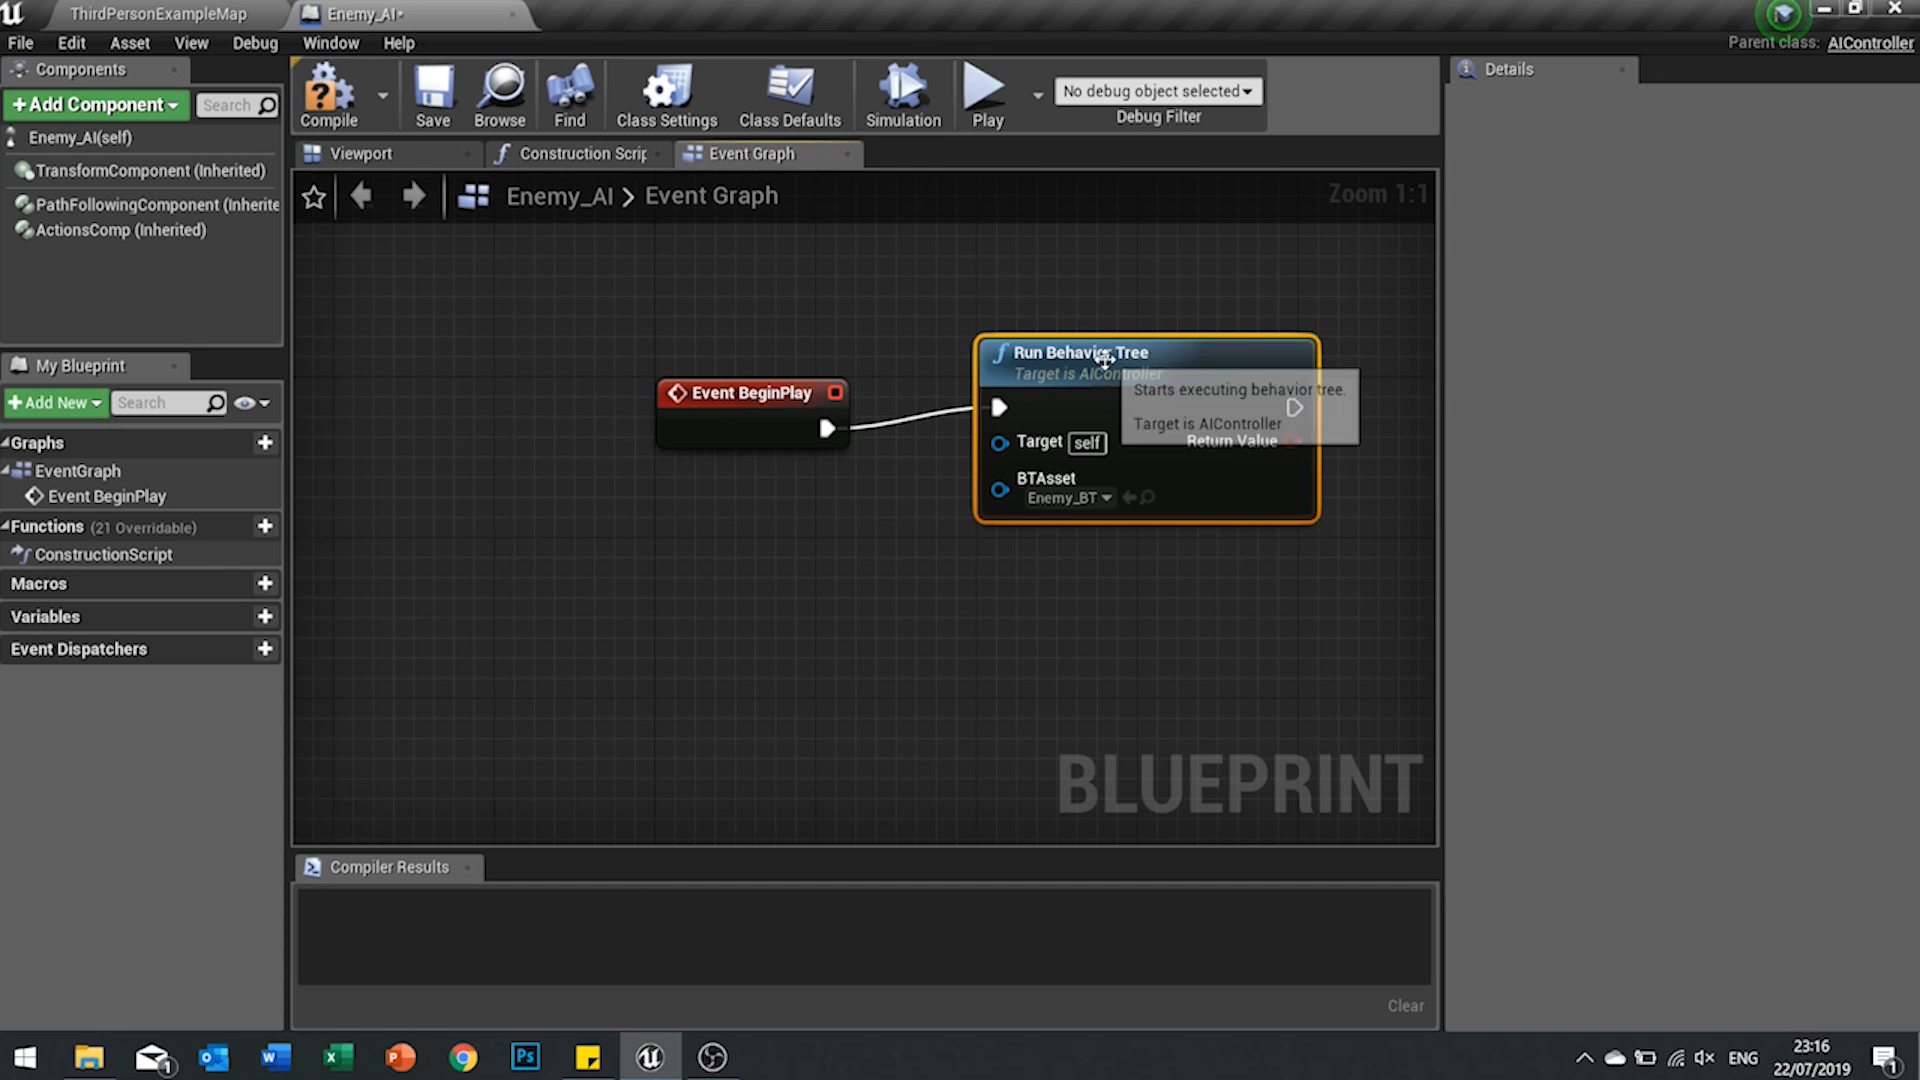 ThirdPersonExampleMap
Enemy_AI*
File Edit Asset View Debug Window Help
Parent class: AIController
Components
+Add Component
Search
Enemy_AI(self)
TransformComponent (Inherited)
PathFollowingComponent (Inherite
ActionsComp (Inherited)
Compile
Save
Browse
Find
Class Settings
Class Defaults
Simulation
Play
No debug object selected
Debug Filter
Details
Viewport
Construction Scrip
Event Graph
Enemy_AI > Event Graph
Zoom 1:1
My Blueprint
+Add New
Search
Graphs
EventGraph
Event BeginPlay
Functions (21 Overridable)
ConstructionScript
Macros
Variables
Event Dispatchers
Event BeginPlay
Run Behavior Tree
Target is AIController
Starts executing behavior tree.
Target is AIController
Target self
Return Value
BTAsset
Enemy_BT
BLUEPRINT
Compiler Results
Clear
ENG
23:16
22/07/2019